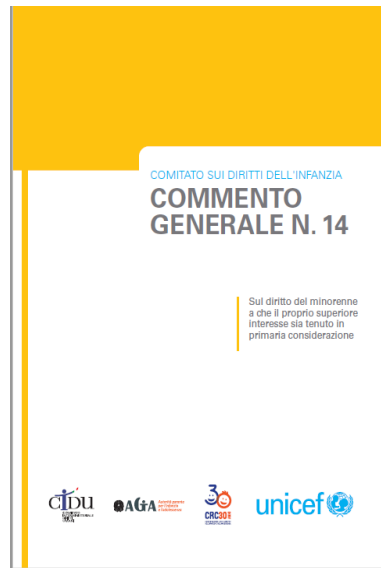 COMITATO SUI DIRITTI DELL'INFANZIA
COMMENTO
GENERALE N. 14
Sul diritto del minorenne
a che il proprio superiore
interesse sia tenuto in
primaria considerazione
CIDU
AGIA
CRC30
unicef